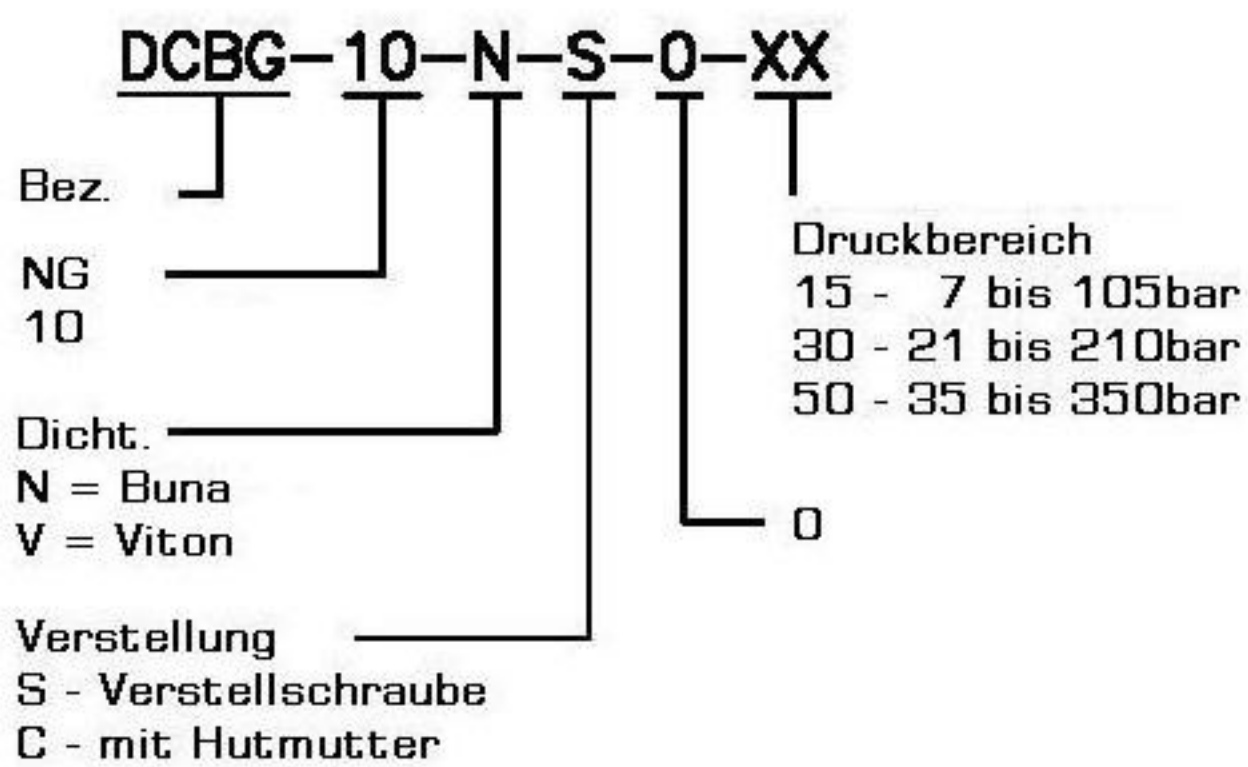 DCBG-10-N-S-0-XX
Bez.
NG
10
Dicht.
N = Buna
V = Viton
Verstellung
S - Verstellschraube
C - mit Hutmutter
0
Druckbereich
15 - 7 bis 105bar
30 - 21 bis 210bar
50 - 35 bis 350bar